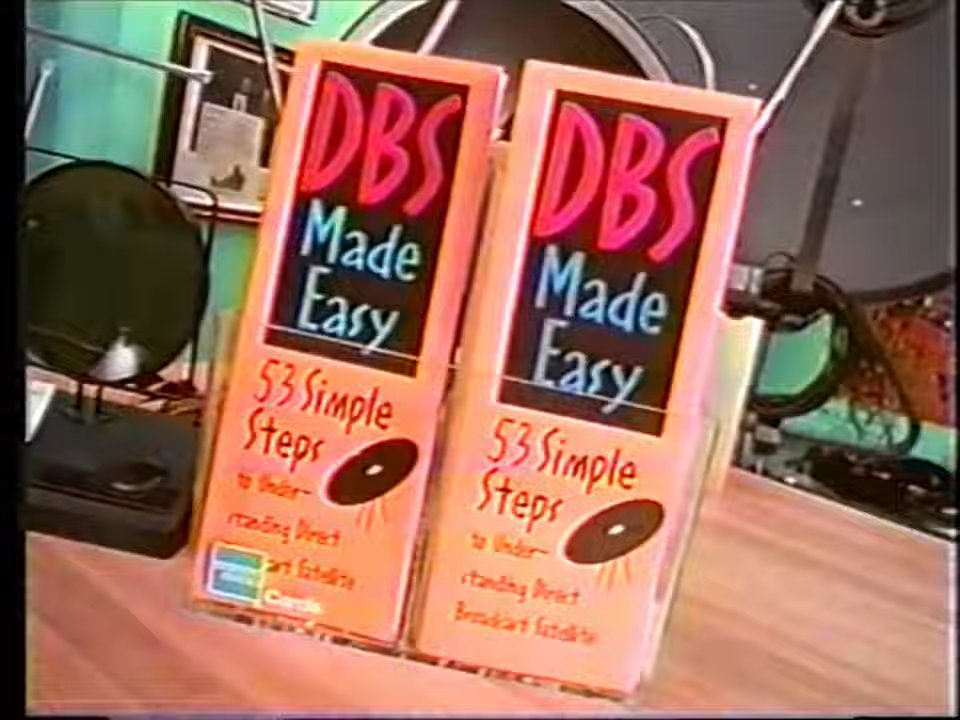 DBS
Made
Easy
53 Simple
Steps
to Under-
standing Direct
cast Satellite
DBS
Made
Easy
53 Simple
Steps
to Under-
standing Direct
Broadcast Satellite